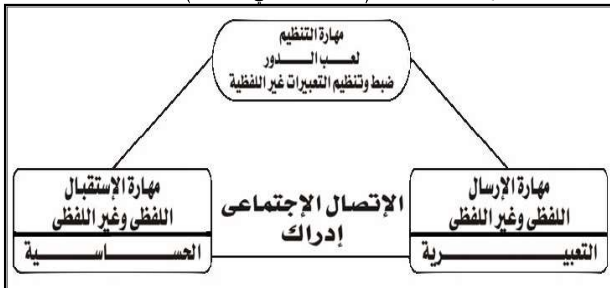 مهارة التنظيم
لعب الدور
ضبط وتنظيم التعبيرات غير اللفظية
مهارة الإرسال
اللفظى وغير اللفظى
التعبيرية
الإتصال الإجتماعى
إدراك
مهارة الإستقبال
اللفظى وغير اللفظى
الحساسية